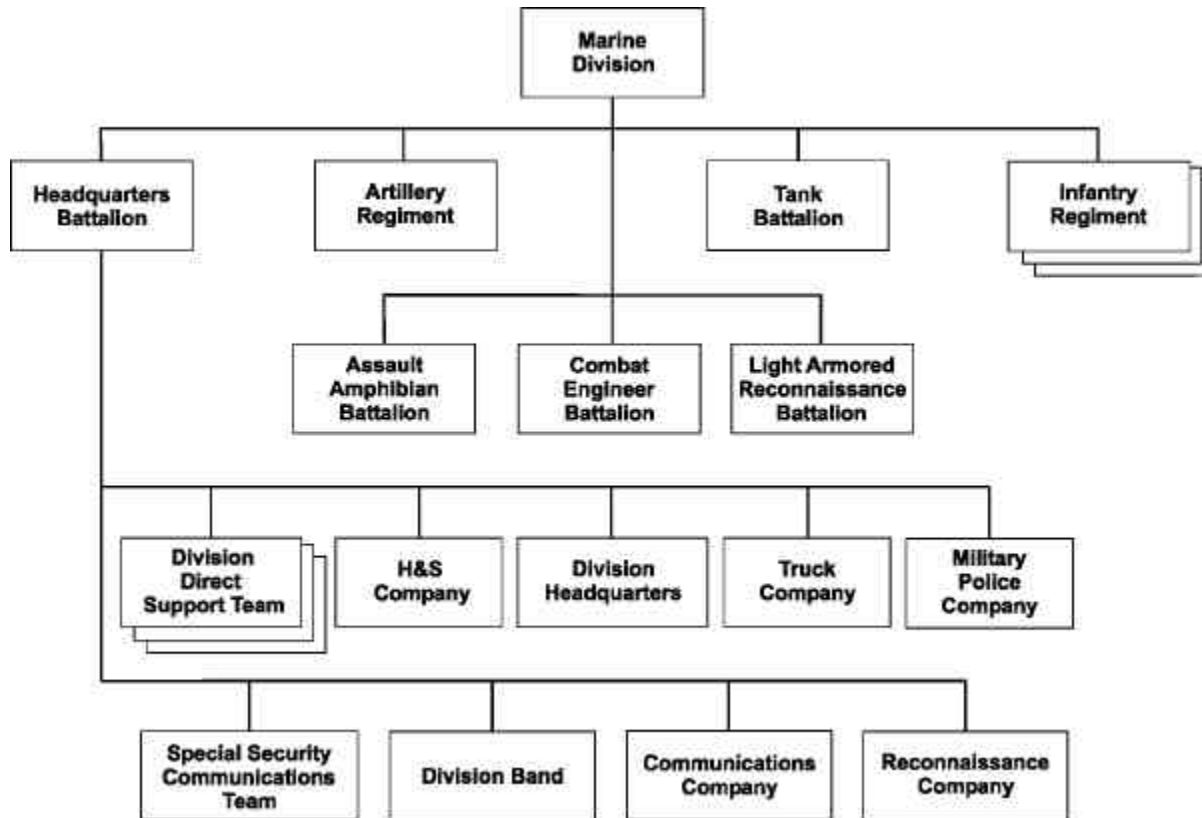 Marine
Division
Headquarters
Battalion
Artillery
Regiment
Tank
Battalion
Infantry
Regiment
Assault
Amphibian
Battalion
Combat
Engineer
Battalion
Light Armored
Reconnaissance
Battalion
Division
Direct
Support Team
H&S
Company
Division
Headquarters
Truck
Company
Military
Police
Company
Special Security
Communications
Team
Division Band
Communications
Company
Reconnaissance
Company